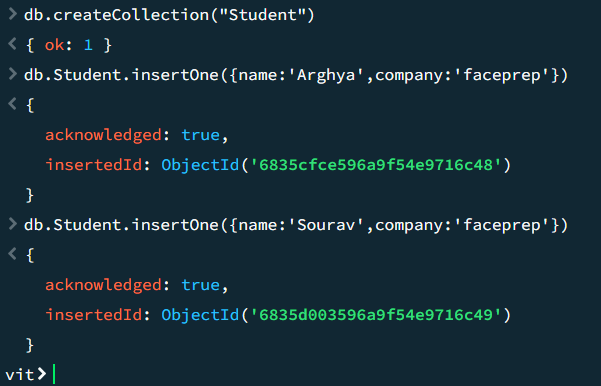 > db.createCollection("Student")
< { ok: 1 }
> db.Student.insertOne({name:'Arghya',company:'faceprep'})
< {
acknowledged: true,
insertedId: ObjectId('6835cfce596a9f54e9716c48')
}
> db.Student.insertOne({name:'Sourav',company:'faceprep'})
< {
acknowledged: true,
insertedId: ObjectId('6835d003596a9f54e9716c49')
}
vit>